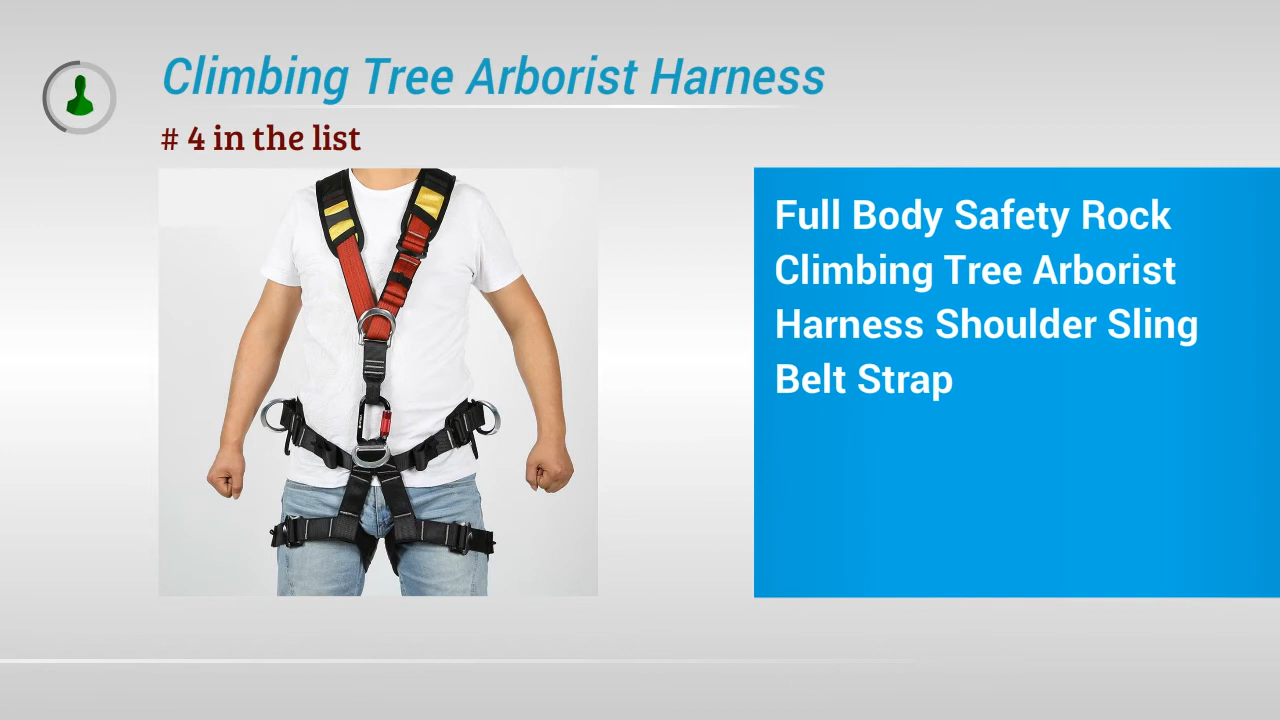 Climbing Tree Arborist Harness
# 4 in the list
Full Body Safety Rock
Climbing Tree Arborist
Harness Shoulder Sling
Belt Strap